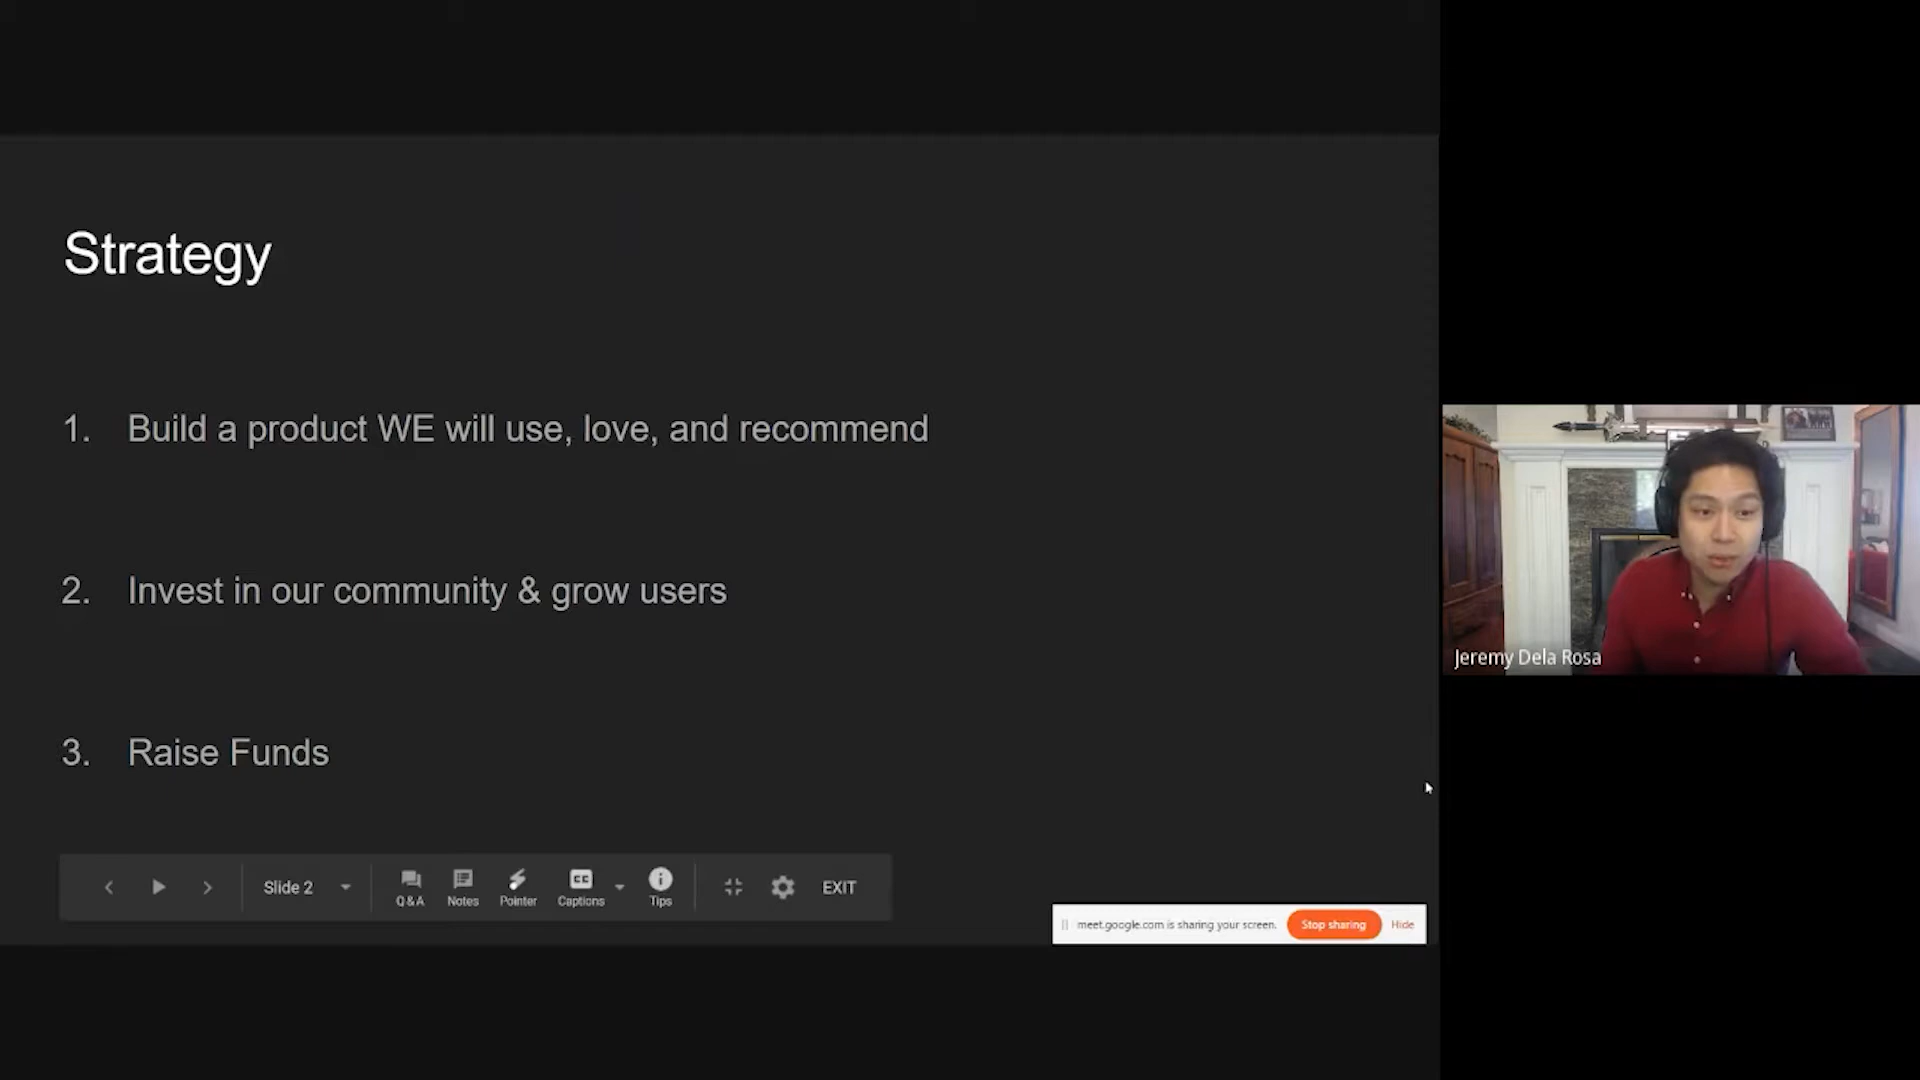 Strategy
1. Build a product WE will use, love, and recommend
2. Invest in our community & grow users
3. Raise Funds
Slide 2
Q&A
Notes
Pointer
CC
Captions
Tips
EXIT
meet.google.com is sharing your screen.
Stop sharing
Hide
Jeremy Dela Rosa